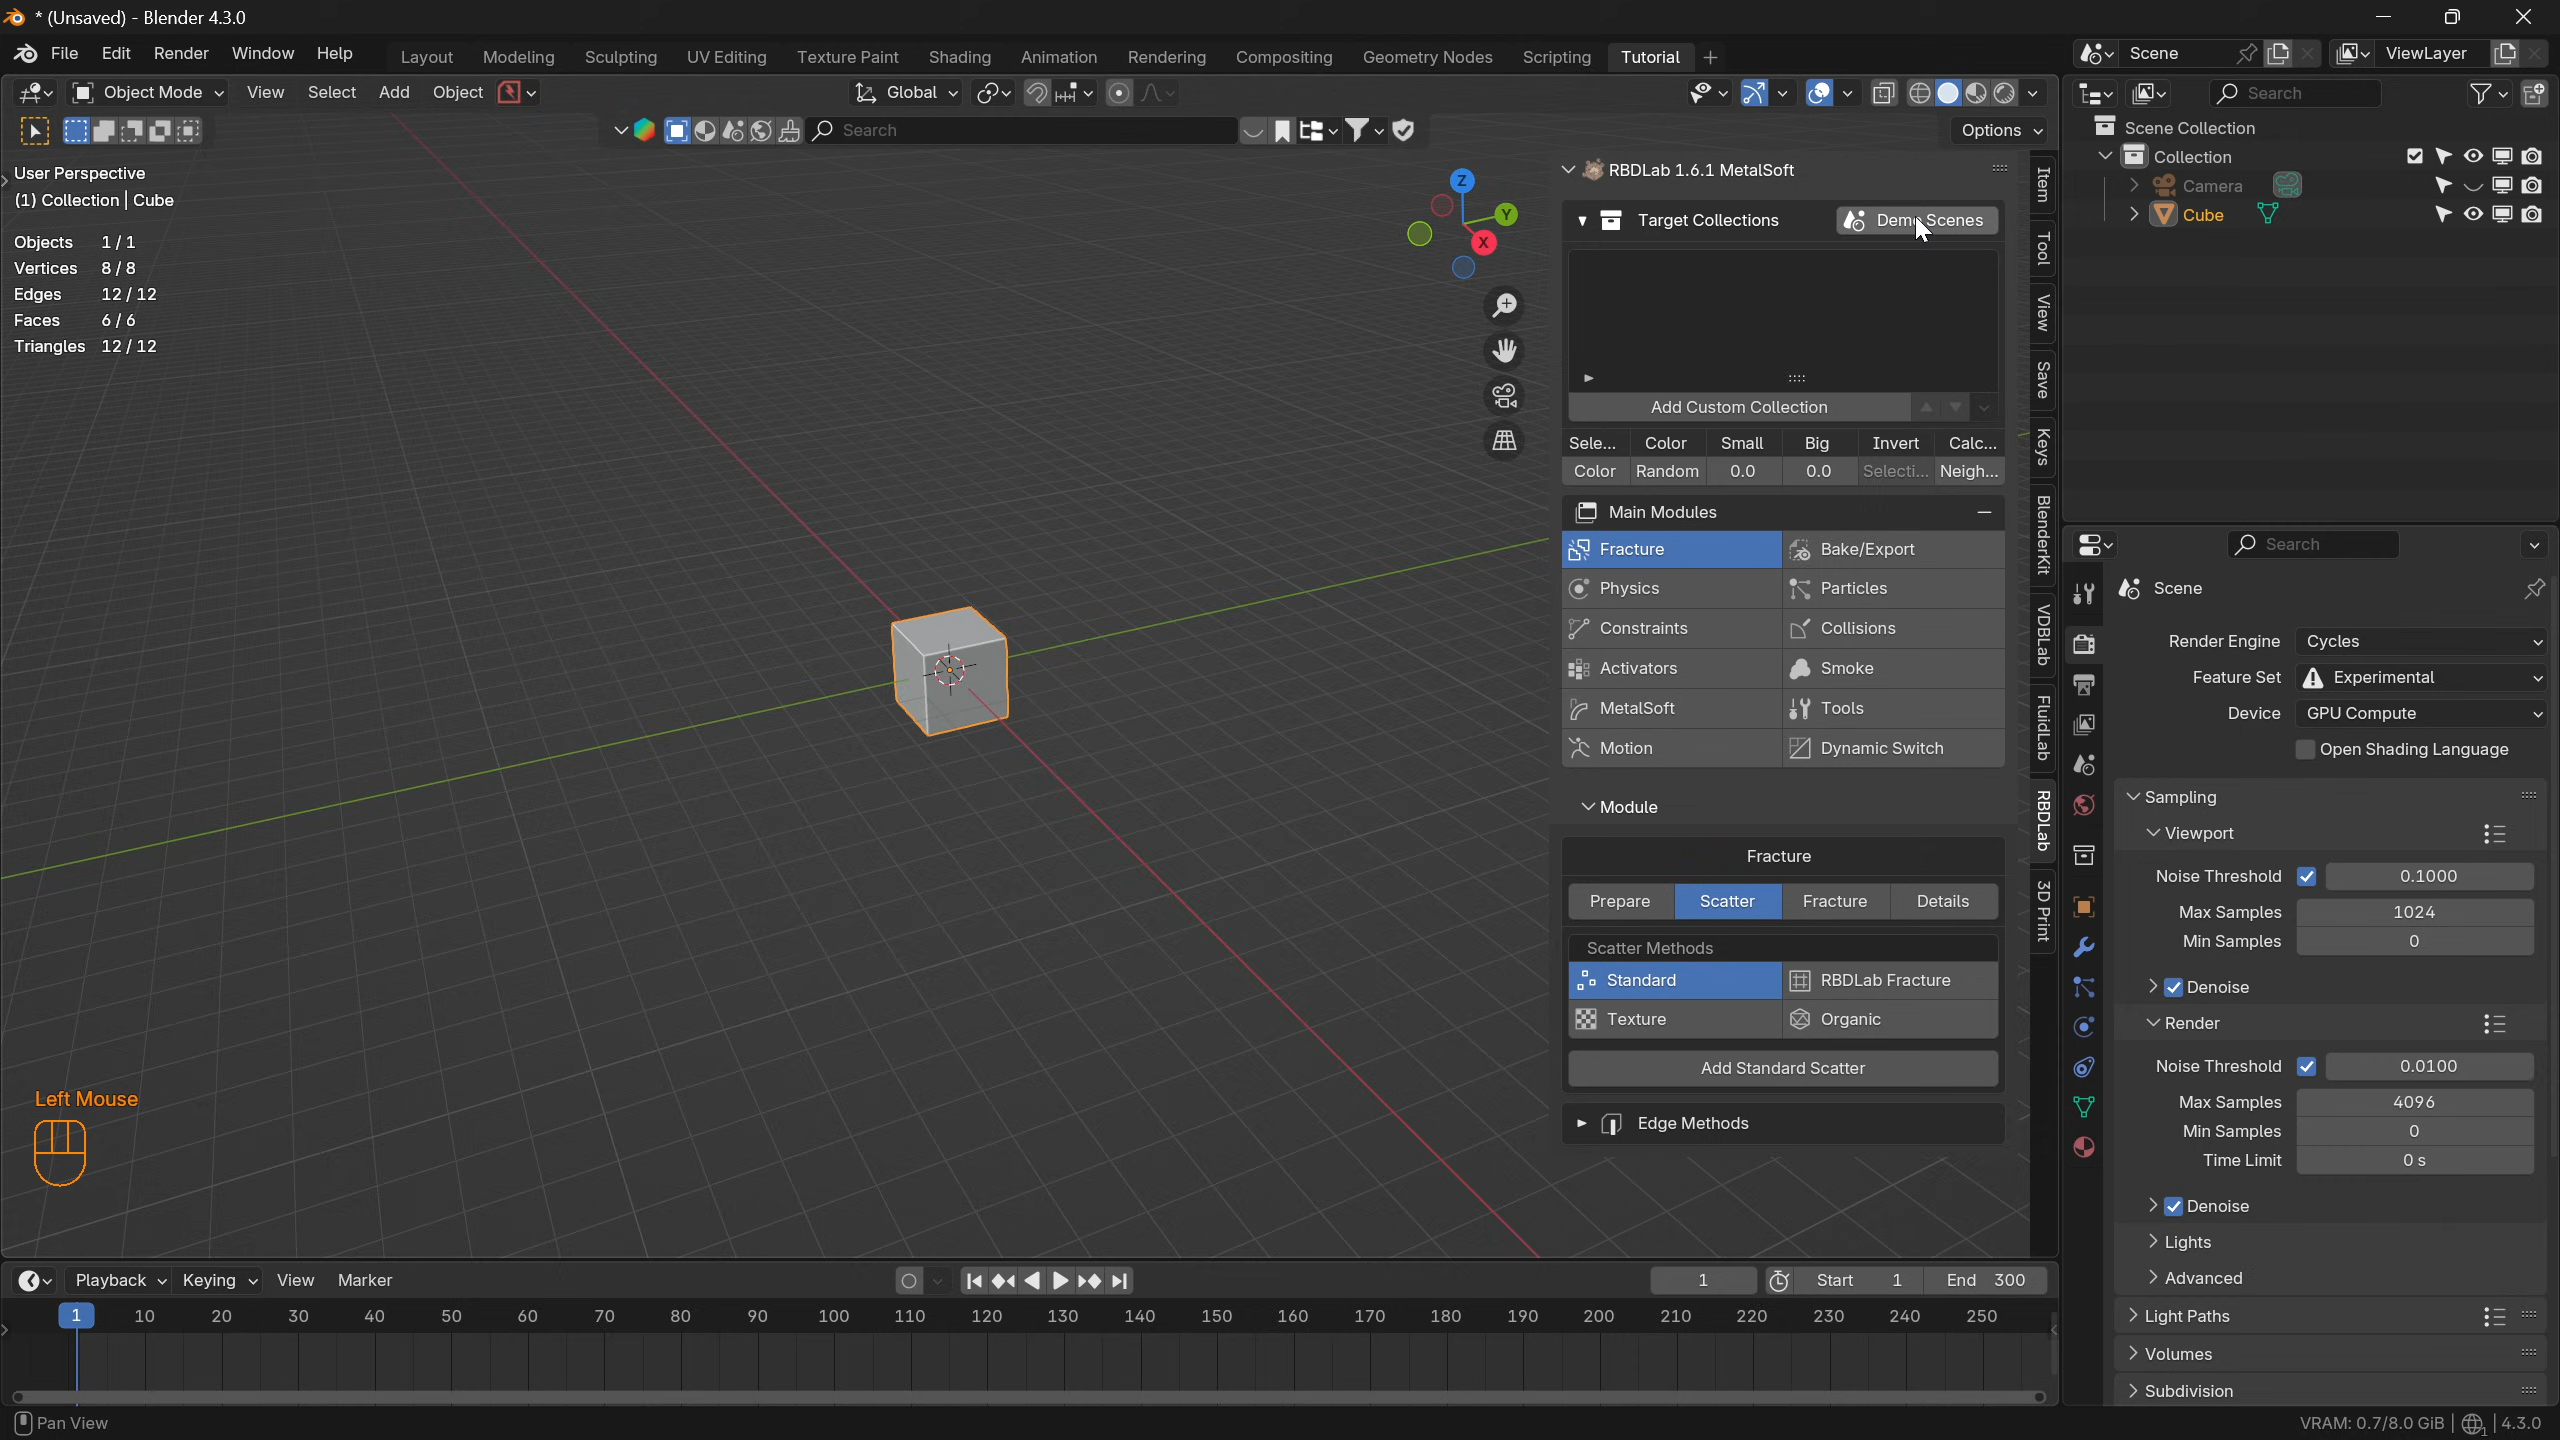 * (Unsaved) - Blender 4.3.0
File Edit Render Window Help
Layout Modeling Sculpting UV Editing Texture Paint Shading Animation Rendering Compositing Geometry Nodes Scripting Tutorial
Scene ViewLayer
Object Mode View Select Add Object Global
Search
Search
Options
User Perspective
(1) Collection | Cube
Objects 1/1
Vertices 8/8
Edges 12/12
Faces 6/6
Triangles 12/12
Z
Y
X
RBDLab 1.6.1 MetalSoft
Target Collections
Add Custom Collection
Sele... Color Small Big Invert Calc...
Color Random 0.0 0.0 Selecti... Neigh...
Main Modules
Fracture Bake/Export
Physics Particles
Constraints Collisions
Activators Smoke
MetalSoft Tools
Motion Dynamic Switch
Module
Fracture
Prepare Scatter Fracture Details
Scatter Methods
Standard RBDLab Fracture
Texture Organic
Add Standard Scatter
Edge Methods
Item
Tool
View
Save
Keys
BlenderKit
VDBLab
FluidLab
RBDLab
3D Print
Scene Collection
Collection
Camera
Cube
Search
Scene
Render Engine Cycles
Feature Set Experimental
Device GPU Compute
Open Shading Language
Sampling
Viewport
Noise Threshold 0.1000
Max Samples 1024
Min Samples 0
Denoise
Render
Noise Threshold 0.0100
Max Samples 4096
Min Samples 0
Time Limit 0 s
Denoise
Lights
Advanced
Light Paths
Volumes
Subdivision
Left Mouse
Playback Keying View Marker
1 Start 1 End 300
1 10 20 30 40 50 60 70 80 90 100 110 120 130 140 150 160 170 180 190 200 210 220 230 240 250
Pan View
VRAM: 0.7/8.0 GiB 4.3.0